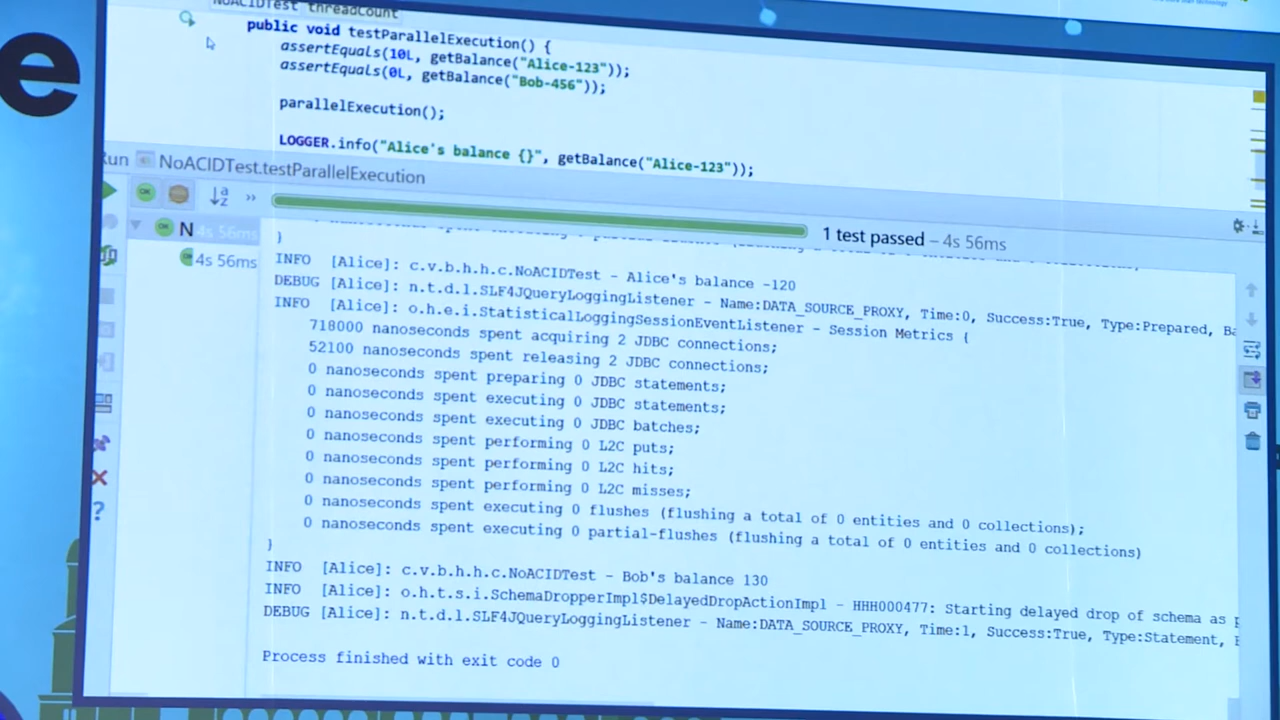 e
NoACIDTest threadCount
public void testParallelExecution() {
assertEquals(10L, getBalance("Alice-123"));
assertEquals(0L, getBalance("Bob-456"));
parallelExecution();
LOGGER.info("Alice's balance {}", getBalance("Alice-123"));
Run NoACIDTest.testParallelExecution
1 test passed – 4s 56ms
N 4s 56ms
4s 56ms
}
INFO [Alice]: c.v.b.h.h.c.NoACIDTest - Alice's balance -120
DEBUG [Alice]: n.t.d.l.SLF4JQueryLoggingListener - Name:DATA_SOURCE_PROXY, Time:0, Success:True, Type:Prepared, Ba
INFO [Alice]: o.h.e.i.StatisticalLoggingSessionEventListener - Session Metrics {
718000 nanoseconds spent acquiring 2 JDBC connections;
52100 nanoseconds spent releasing 2 JDBC connections;
0 nanoseconds spent preparing 0 JDBC statements;
0 nanoseconds spent executing 0 JDBC statements;
0 nanoseconds spent executing 0 JDBC batches;
0 nanoseconds spent performing 0 L2C puts;
0 nanoseconds spent performing 0 L2C hits;
0 nanoseconds spent performing 0 L2C misses;
0 nanoseconds spent executing 0 flushes (flushing a total of 0 entities and 0 collections);
0 nanoseconds spent executing 0 partial-flushes (flushing a total of 0 entities and 0 collections)
}
INFO [Alice]: c.v.b.h.h.c.NoACIDTest - Bob's balance 130
INFO [Alice]: o.h.t.s.i.SchemaDropperImpl$DelayedDropActionImpl - HHH000477: Starting delayed drop of schema as p
DEBUG [Alice]: n.t.d.l.SLF4JQueryLoggingListener - Name:DATA_SOURCE_PROXY, Time:1, Success:True, Type:Statement,
Process finished with exit code 0